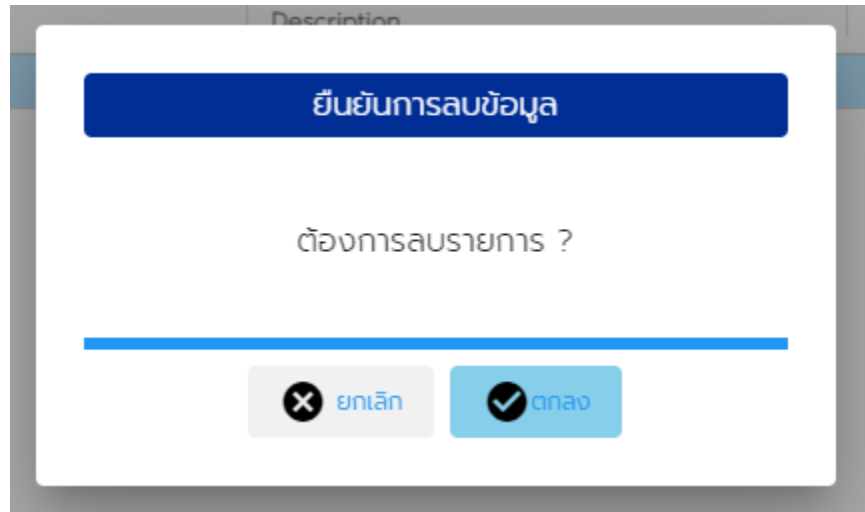 Description
ยืนยันการลบข้อมูล
ต้องการลบรายการ ?
ยกเลิก
ตกลง